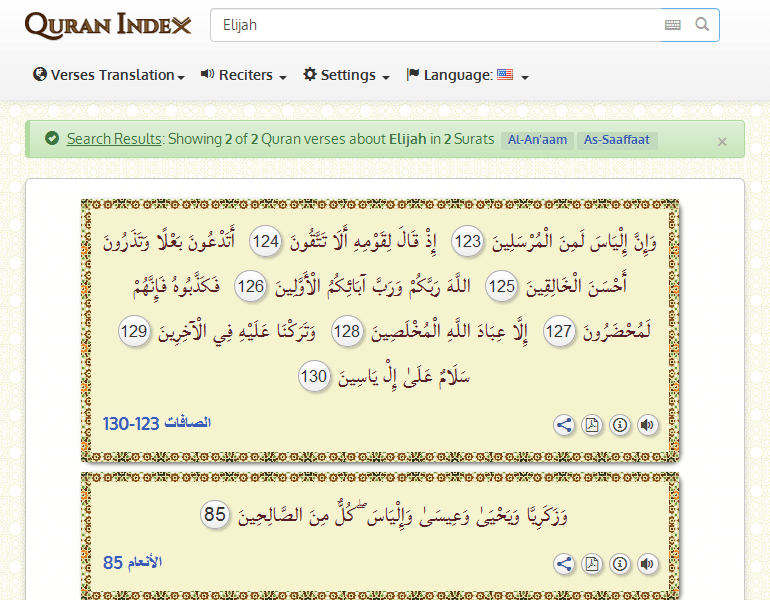 QURAN INDEX
Elijah
Verses Translation
Reciters
Settings
Language:
Search Results: Showing 2 of 2 Quran verses about Elijah in 2 Surats Al-An'aam As-Saaffaat ×
وَإِنَّ إِلْيَاسَ لَمِنَ الْمُرْسَلِينَ 123 إِذْ قَالَ لِقَوْمِهِ أَلَا تَتَّقُونَ 124 أَتَدْعُونَ بَعْلًا وَتَذَرُونَ
أَحْسَنَ الْخَالِقِينَ 125 اللَّهَ رَبَّكُمْ وَرَبَّ آبَائِكُمُ الْأَوَّلِينَ 126 فَكَذَّبُوهُ فَإِنَّهُمْ
لَمُحْضَرُونَ 127 إِلَّا عِبَادَ اللَّهِ الْمُخْلَصِينَ 128 وَتَرَكْنَا عَلَيْهِ فِي الْآخِرِينَ 129
سَلَامٌ عَلَىٰ إِلْ يَاسِينَ 130
الصافات 123-130
وَزَكَرِيَّا وَيَحْيَىٰ وَعِيسَىٰ وَإِلْيَاسَ ۖ كُلٌّ مِنَ الصَّالِحِينَ 85
الأنعام 85